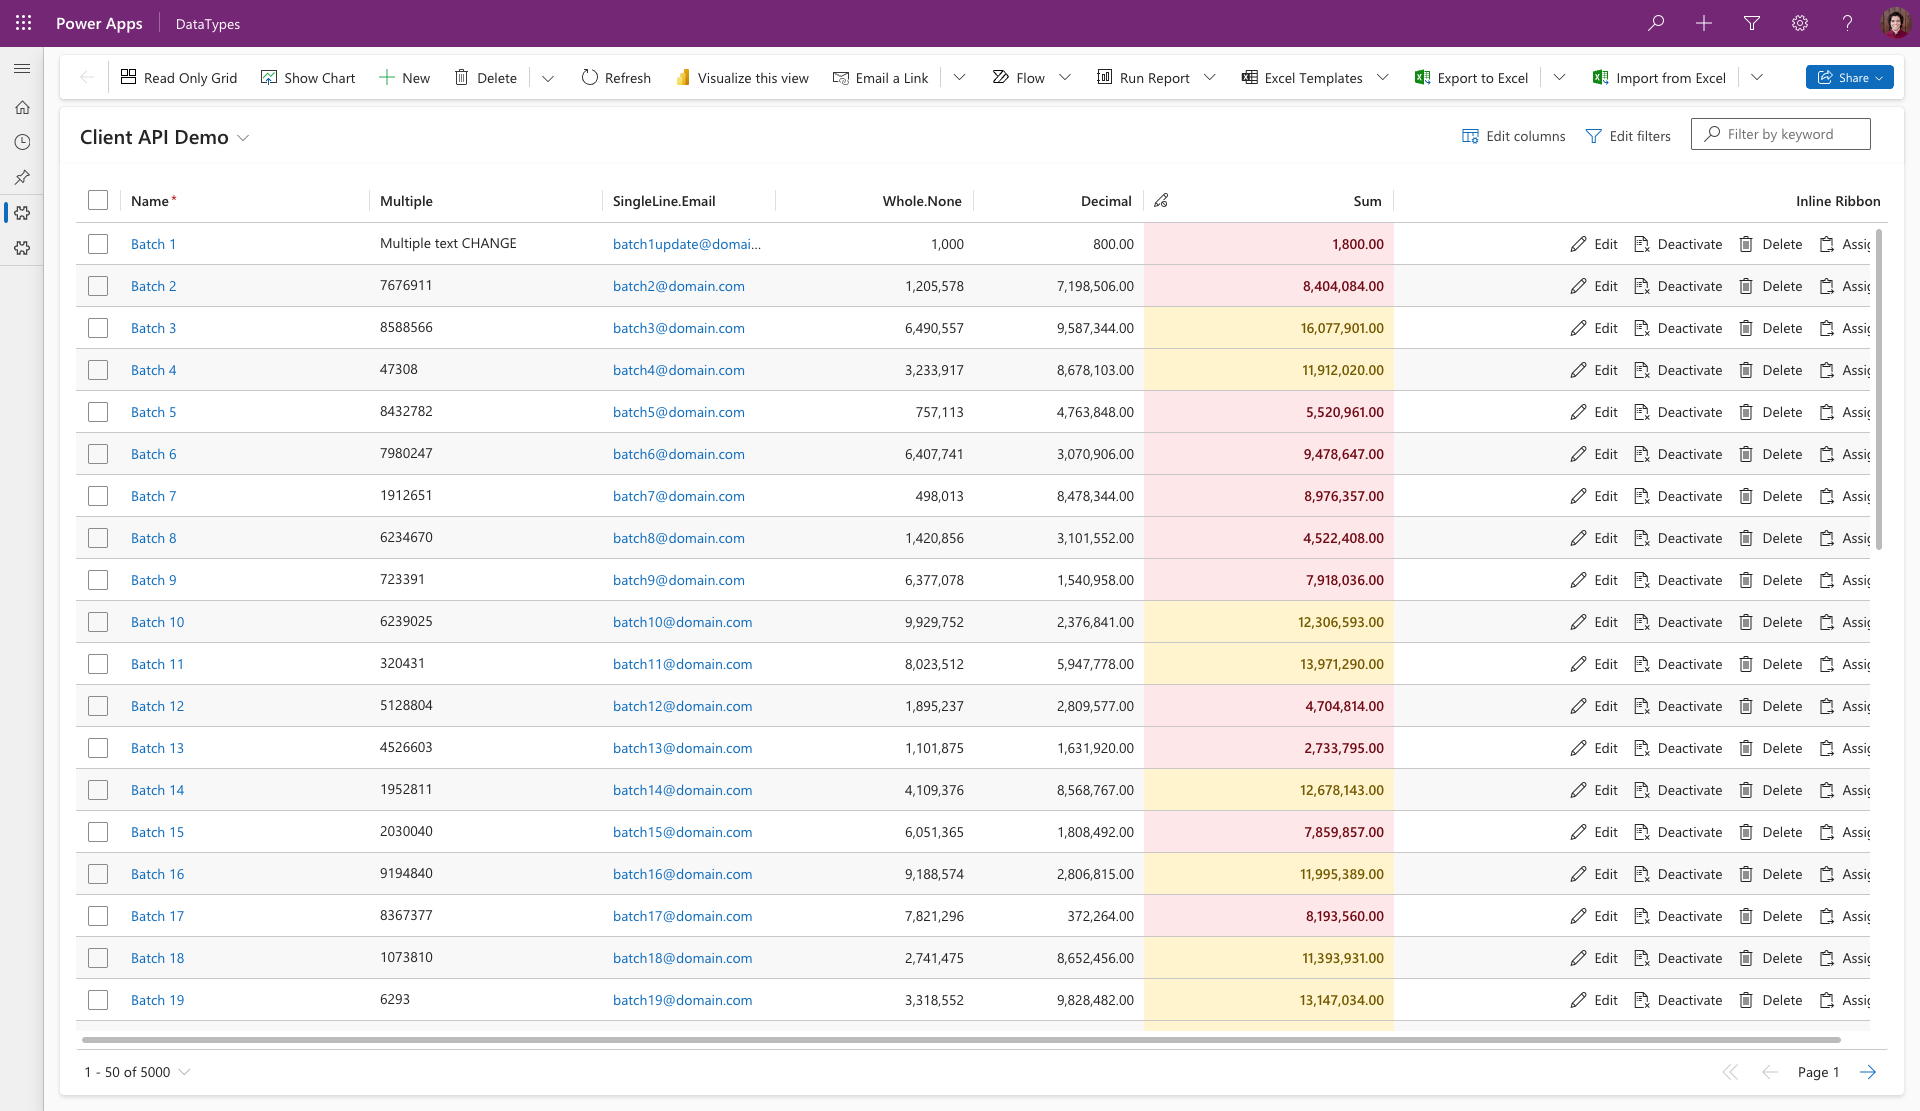 Power Apps DataTypes
Read Only Grid Show Chart New Delete Refresh Visualize this view Email a Link Flow Run Report Excel Templates Export to Excel Import from Excel Share
Client API Demo Edit columns Edit filters Filter by keyword
Name* Multiple SingleLine.Email Whole.None Decimal Sum Inline Ribbon
Batch 1 Multiple text CHANGE batch1update@domai... 1,000 800.00 1,800.00 Edit Deactivate Delete Assig
Batch 2 7676911 batch2@domain.com 1,205,578 7,198,506.00 8,404,084.00 Edit Deactivate Delete Assig
Batch 3 8588566 batch3@domain.com 6,490,557 9,587,344.00 16,077,901.00 Edit Deactivate Delete Assig
Batch 4 47308 batch4@domain.com 3,233,917 8,678,103.00 11,912,020.00 Edit Deactivate Delete Assig
Batch 5 8432782 batch5@domain.com 757,113 4,763,848.00 5,520,961.00 Edit Deactivate Delete Assig
Batch 6 7980247 batch6@domain.com 6,407,741 3,070,906.00 9,478,647.00 Edit Deactivate Delete Assig
Batch 7 1912651 batch7@domain.com 498,013 8,478,344.00 8,976,357.00 Edit Deactivate Delete Assig
Batch 8 6234670 batch8@domain.com 1,420,856 3,101,552.00 4,522,408.00 Edit Deactivate Delete Assig
Batch 9 723391 batch9@domain.com 6,377,078 1,540,958.00 7,918,036.00 Edit Deactivate Delete Assig
Batch 10 6239025 batch10@domain.com 9,929,752 2,376,841.00 12,306,593.00 Edit Deactivate Delete Assig
Batch 11 320431 batch11@domain.com 8,023,512 5,947,778.00 13,971,290.00 Edit Deactivate Delete Assig
Batch 12 5128804 batch12@domain.com 1,895,237 2,809,577.00 4,704,814.00 Edit Deactivate Delete Assig
Batch 13 4526603 batch13@domain.com 1,101,875 1,631,920.00 2,733,795.00 Edit Deactivate Delete Assig
Batch 14 1952811 batch14@domain.com 4,109,376 8,568,767.00 12,678,143.00 Edit Deactivate Delete Assig
Batch 15 2030040 batch15@domain.com 6,051,365 1,808,492.00 7,859,857.00 Edit Deactivate Delete Assig
Batch 16 9194840 batch16@domain.com 9,188,574 2,806,815.00 11,995,389.00 Edit Deactivate Delete Assig
Batch 17 8367377 batch17@domain.com 7,821,296 372,264.00 8,193,560.00 Edit Deactivate Delete Assig
Batch 18 1073810 batch18@domain.com 2,741,475 8,652,456.00 11,393,931.00 Edit Deactivate Delete Assig
Batch 19 6293 batch19@domain.com 3,318,552 9,828,482.00 13,147,034.00 Edit Deactivate Delete Assig
1 - 50 of 5000 Page 1